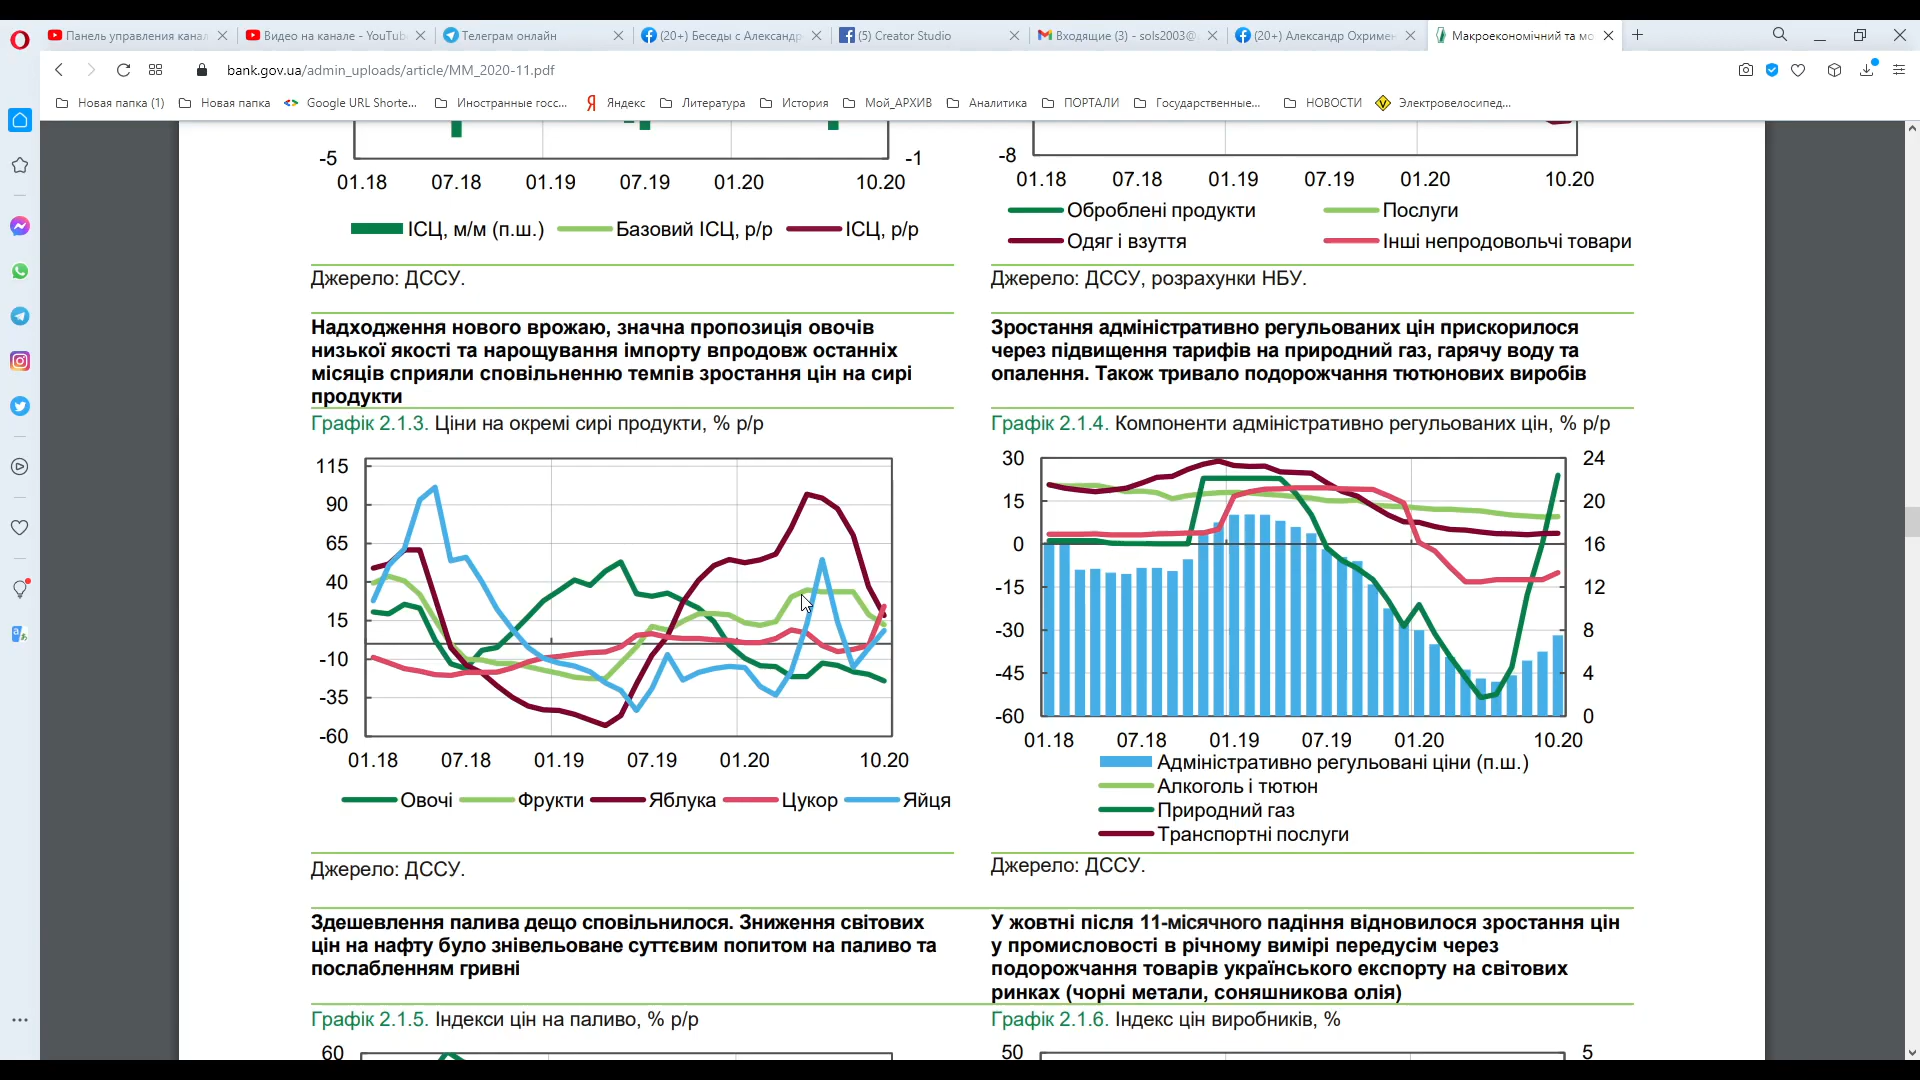 Панель управления канал
Видео на канале - YouTub
Телеграм онлайн
(20+) Беседы с Александр
(5) Creator Studio
Входящие (3) - sols2003@
(20+) Александр Охримен
Макроекономічний та мо
bank.gov.ua/admin_uploads/article/MM_2020-11.pdf
Новая папка (1)
Новая папка
Google URL Shorte...
Иностранные госс...
Яндекс
Литература
История
Мой_АРХИВ
Аналитика
ПОРТАЛИ
Государственные...
НОВОСТИ
Электровелосипед...
-5 -1
01.18 07.18 01.19 07.19 01.20 10.20
ІСЦ, м/м (п.ш.) Базовий ІСЦ, р/р ІСЦ, р/р
Джерело: ДССУ.
-8
01.18 07.18 01.19 07.19 01.20 10.20
Оброблені продукти Послуги
Одяг і взуття Інші непродовольчі товари
Джерело: ДССУ, розрахунки НБУ.
Надходження нового врожаю, значна пропозиція овочів
низької якості та нарощування імпорту впродовж останніх
місяців сприяли сповільненню темпів зростання цін на сирі
продукти
Графік 2.1.3. Ціни на окремі сирі продукти, % р/р
115
90
65
40
15
-10
-35
-60
01.18 07.18 01.19 07.19 01.20 10.20
Овочі Фрукти Яблука Цукор Яйця
Джерело: ДССУ.
Зростання адміністративно регульованих цін прискорилося
через підвищення тарифів на природний газ, гарячу воду та
опалення. Також тривало подорожчання тютюнових виробів
Графік 2.1.4. Компоненти адміністративно регульованих цін, % р/р
30 24
15 20
0 16
-15 12
-30 8
-45 4
-60 0
01.18 07.18 01.19 07.19 01.20 10.20
Адміністративно регульовані ціни (п.ш.)
Алкоголь і тютюн
Природний газ
Транспортні послуги
Джерело: ДССУ.
Здешевлення палива дещо сповільнилося. Зниження світових
цін на нафту було знівельоване суттєвим попитом на паливо та
послабленням гривні
Графік 2.1.5. Індекси цін на паливо, % р/р
60
У жовтні після 11-місячного падіння відновилося зростання цін
у промисловості в річному вимірі передусім через
подорожчання товарів українського експорту на світових
ринках (чорні метали, соняшникова олія)
Графік 2.1.6. Індекс цін виробників, %
50 5